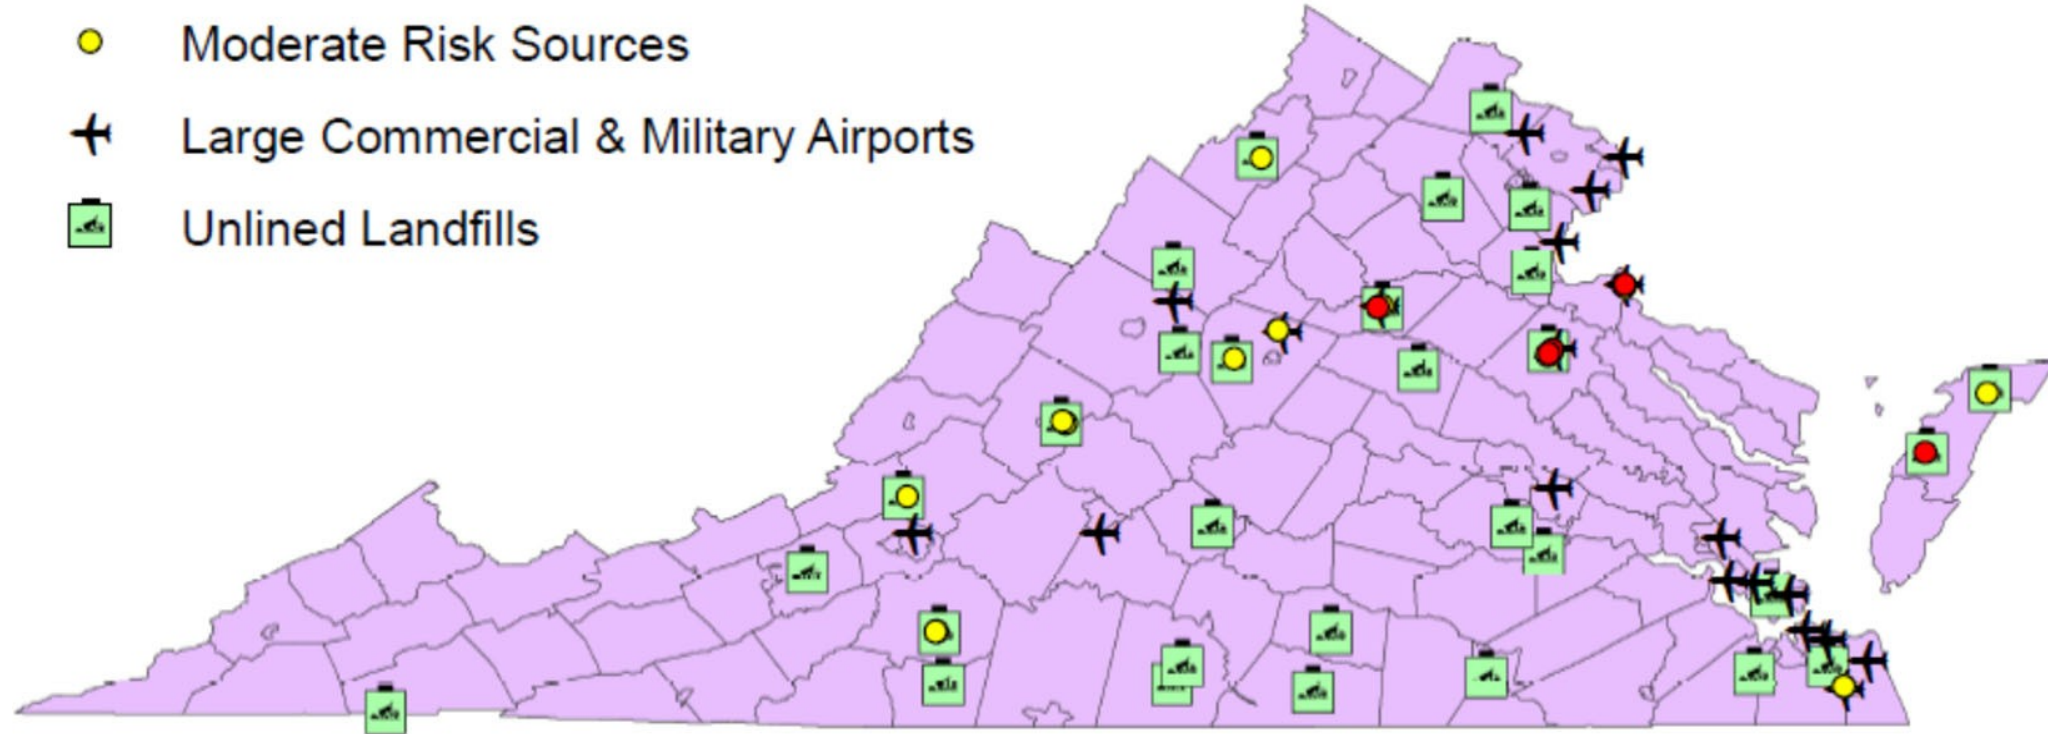 Moderate Risk Sources
Large Commercial & Military Airports
Unlined Landfills